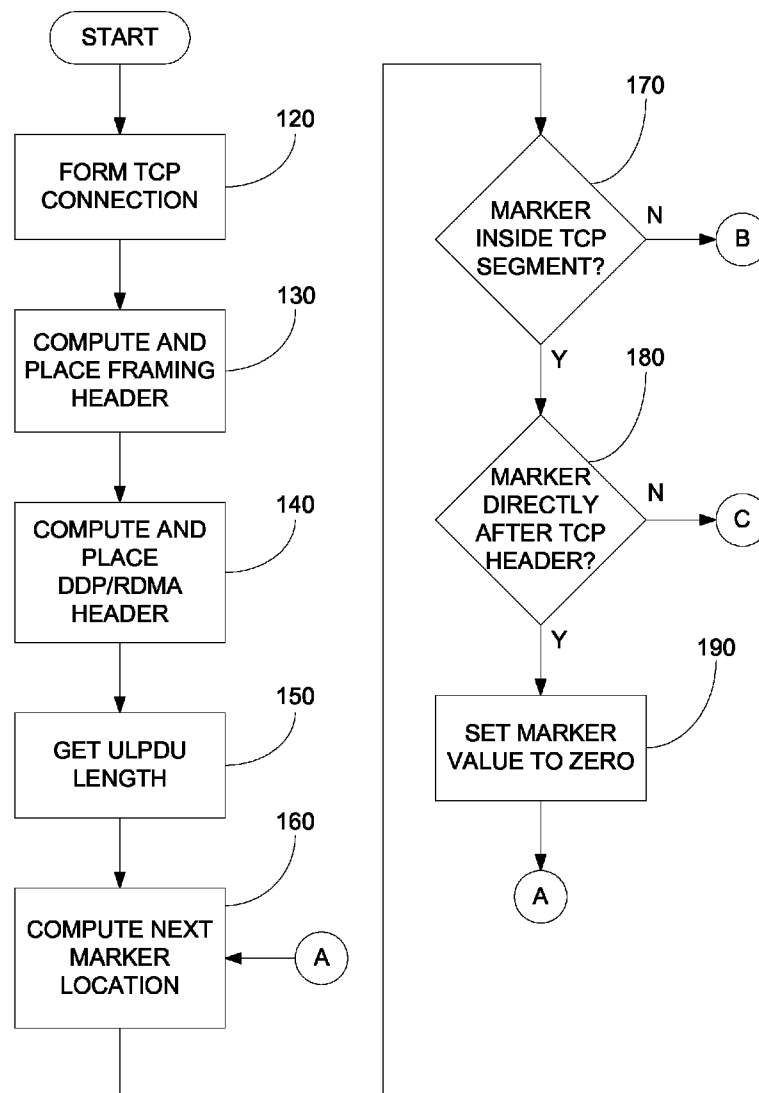 START
120
FORM TCP
CONNECTION
130
COMPUTE AND
PLACE FRAMING
HEADER
140
COMPUTE AND
PLACE
DDP/RDMA
HEADER
150
GET ULPDU
LENGTH
160
COMPUTE NEXT
MARKER
LOCATION
A
170
MARKER
INSIDE TCP
SEGMENT?
N
B
Y
180
MARKER
DIRECTLY
AFTER TCP
HEADER?
N
C
Y
190
SET MARKER
VALUE TO ZERO
A